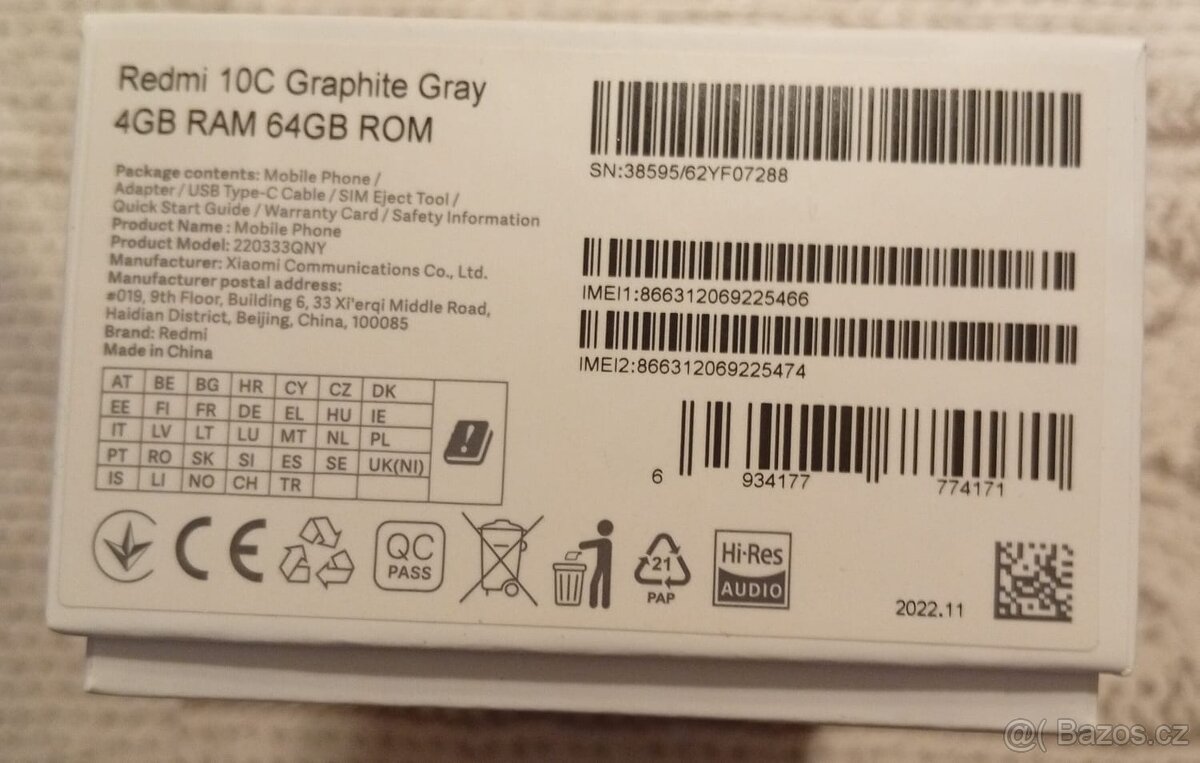 Redmi 10C Graphite Gray
4GB RAM 64GB ROM
Package contents: Mobile Phone /
Adapter / USB Type-C Cable / SIM Eject Tool /
Quick Start Guide / Warranty Card / Safety Information
Product Name : Mobile Phone
Product Model: 220333QNY
Manufacturer: Xiaomi Communications Co., Ltd.
Manufacturer postal address:
#019, 9th Floor, Building 6, 33 Xi'erqi Middle Road,
Haidian District, Beijing, China, 100085
Brand: Redmi
Made in China
AT BE BG HR CY CZ DK
EE FI FR DE EL HU IE
IT LV LT LU MT NL PL
PT RO SK SI ES SE UK(NI)
IS LI NO CH TR
SN:38595/62YF07288
IMEI1:866312069225466
IMEI2:866312069225474
6 934177 774171
CE
QC
PASS
21
PAP
Hi-Res
AUDIO
2022.11
@( Bazos.cz